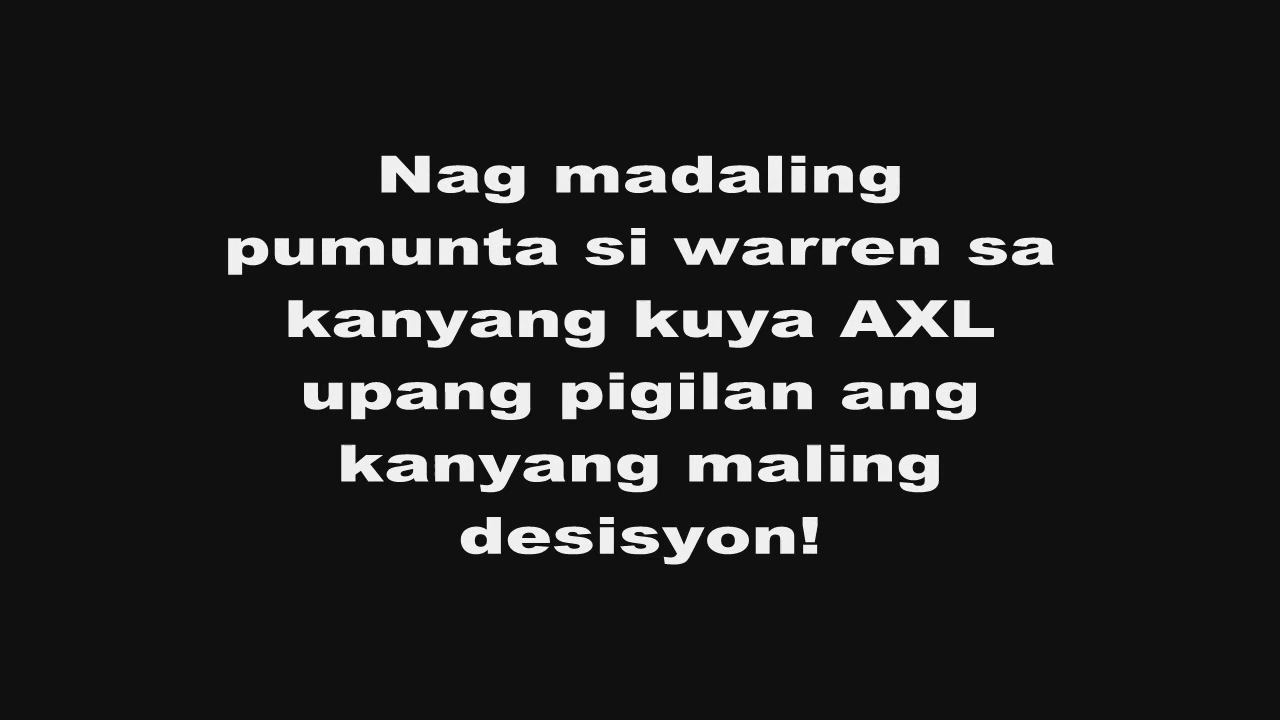 Nag madaling
pumunta si warren sa
kanyang kuya AXL
upang pigilan ang
kanyang maling
desisyon!